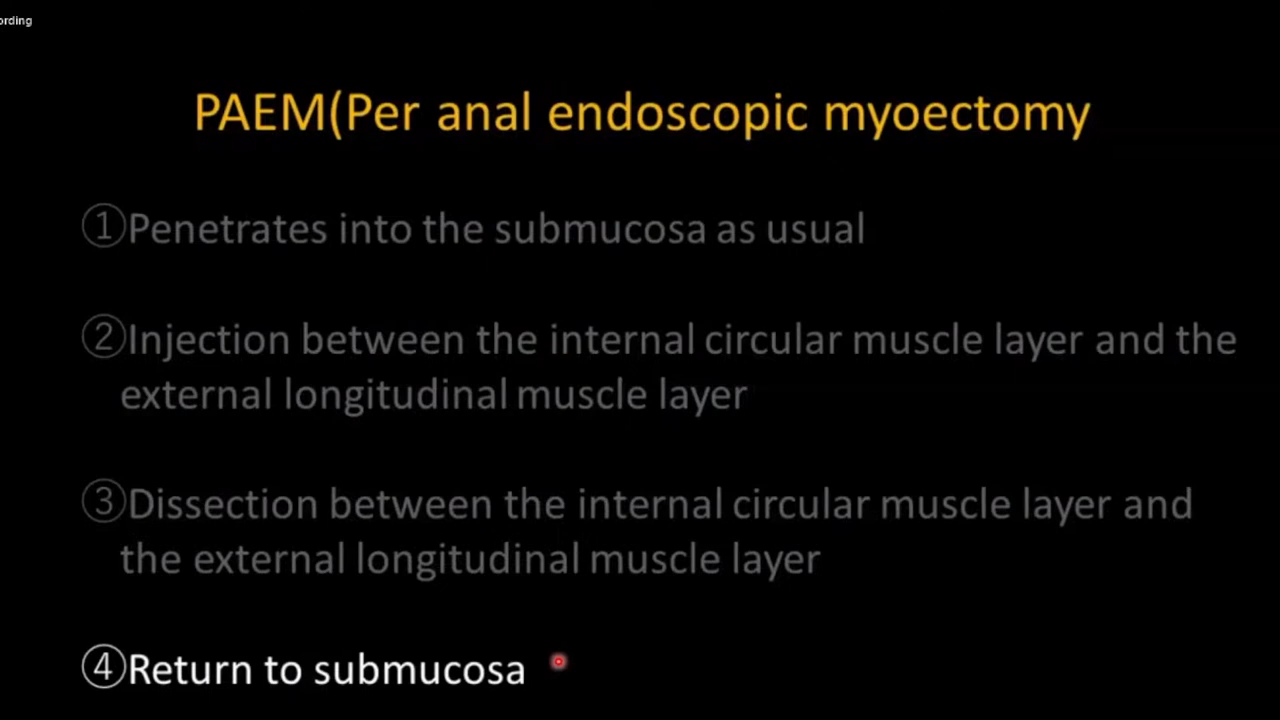 ording
PAEM(Per anal endoscopic myoectomy
①Penetrates into the submucosa as usual
②Injection between the internal circular muscle layer and the
external longitudinal muscle layer
③Dissection between the internal circular muscle layer and
the external longitudinal muscle layer
④Return to submucosa